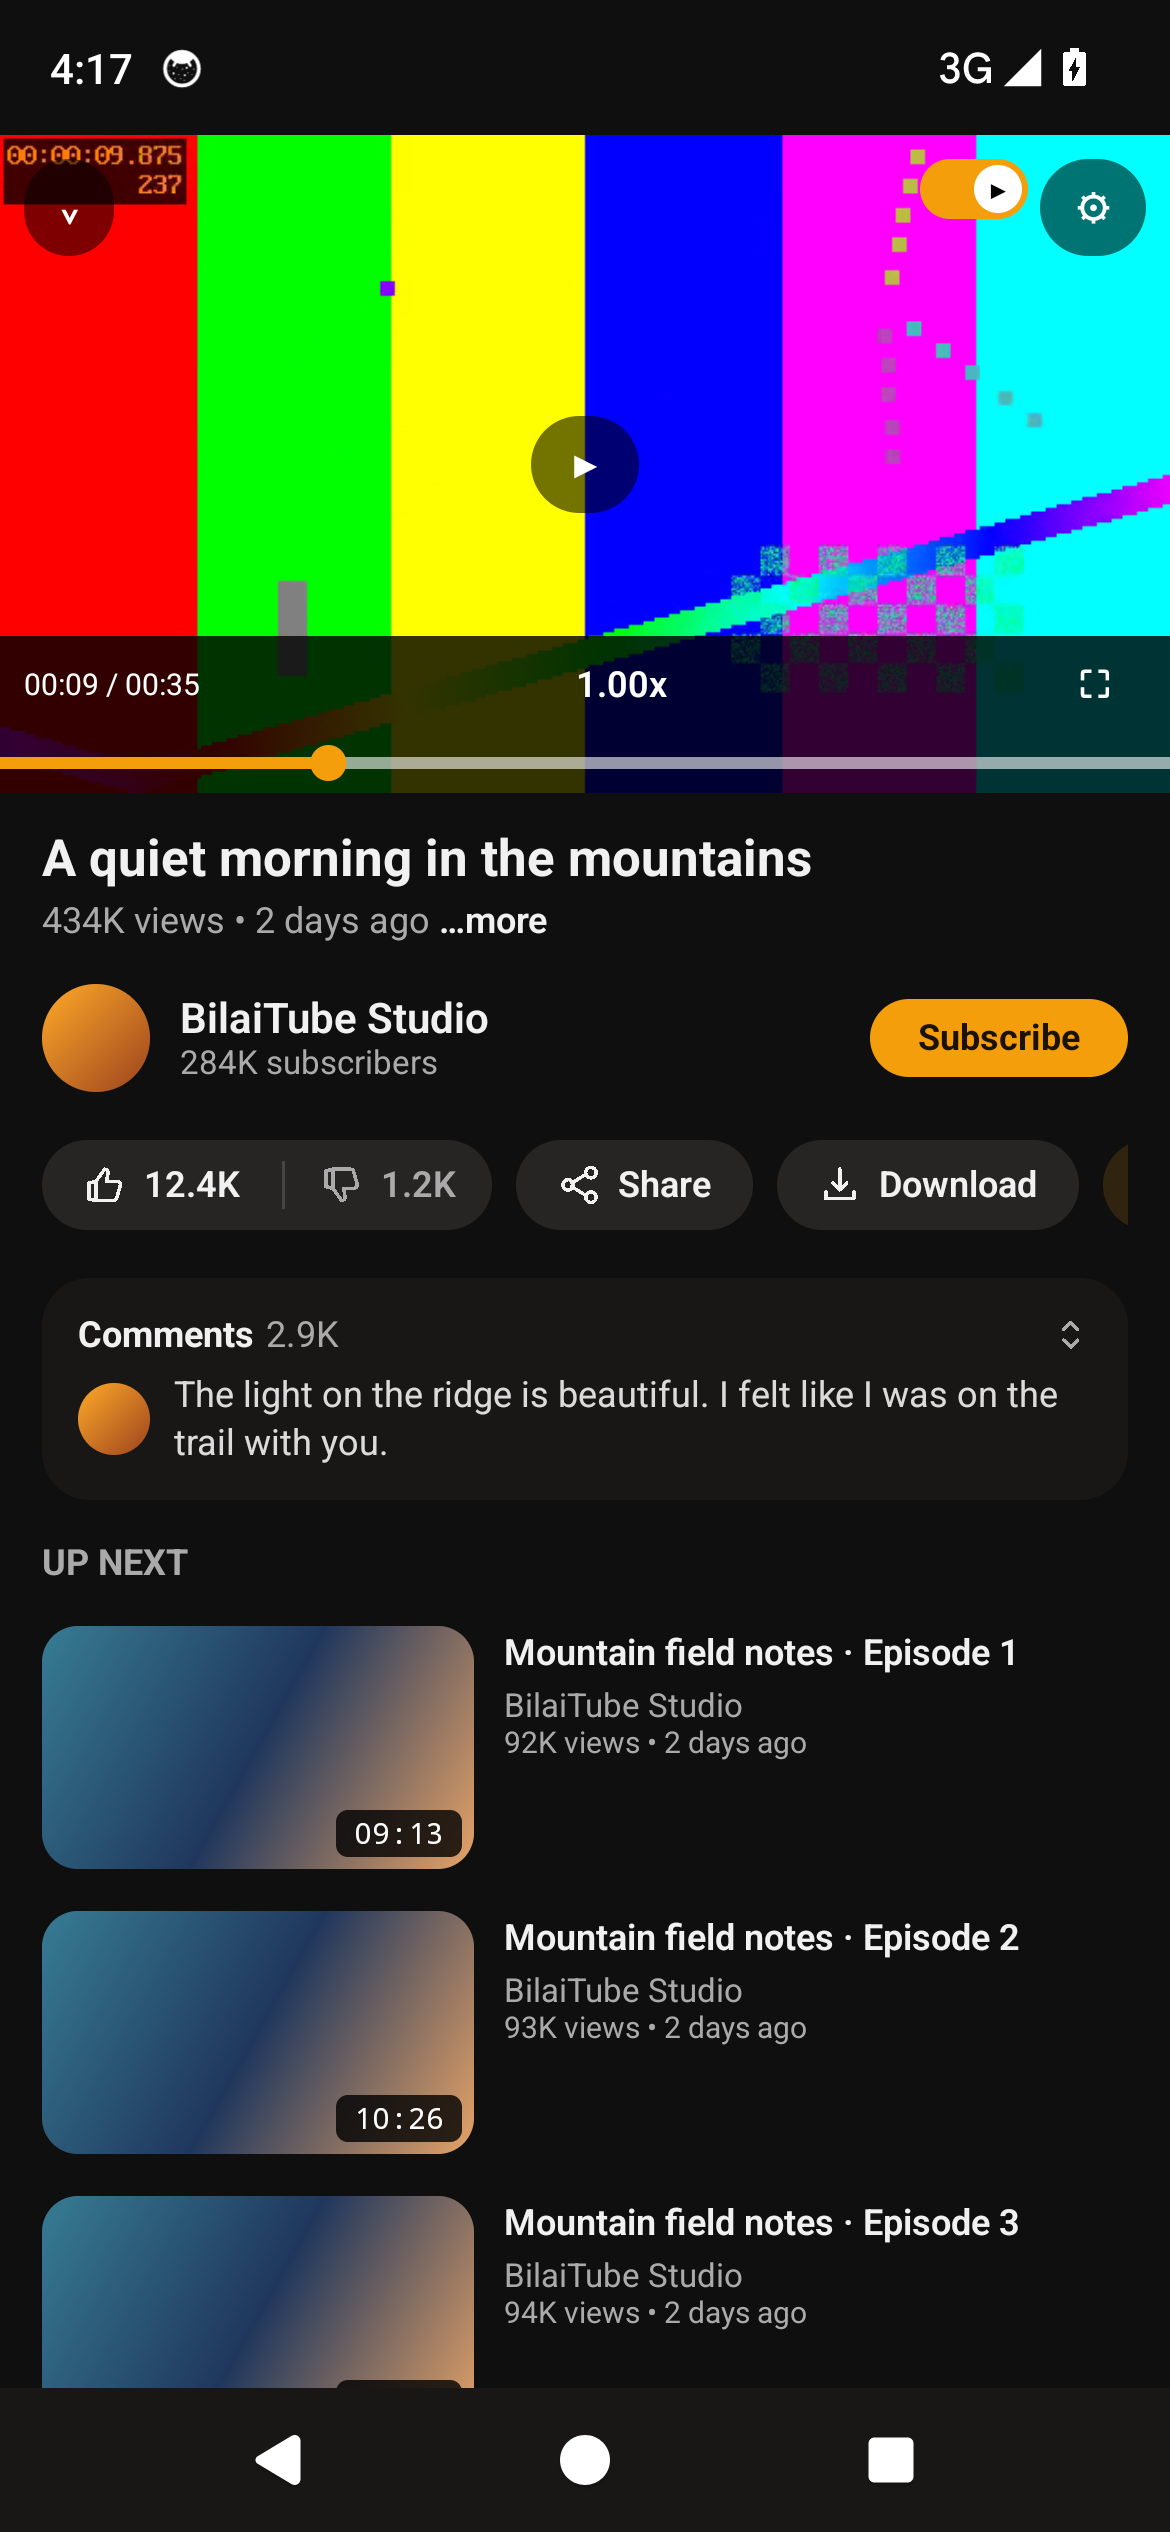 4:17
3G
00:00:09.875
237
00:09 / 00:35
1.00x
A quiet morning in the mountains
434K views • 2 days ago ...more
BilaiTube Studio
284K subscribers
Subscribe
12.4K
1.2K
Share
Download
Comments 2.9K
The light on the ridge is beautiful. I felt like I was on the
trail with you.
UP NEXT
Mountain field notes · Episode 1
BilaiTube Studio
92K views • 2 days ago
09:13
Mountain field notes · Episode 2
BilaiTube Studio
93K views • 2 days ago
10:26
Mountain field notes · Episode 3
BilaiTube Studio
94K views • 2 days ago